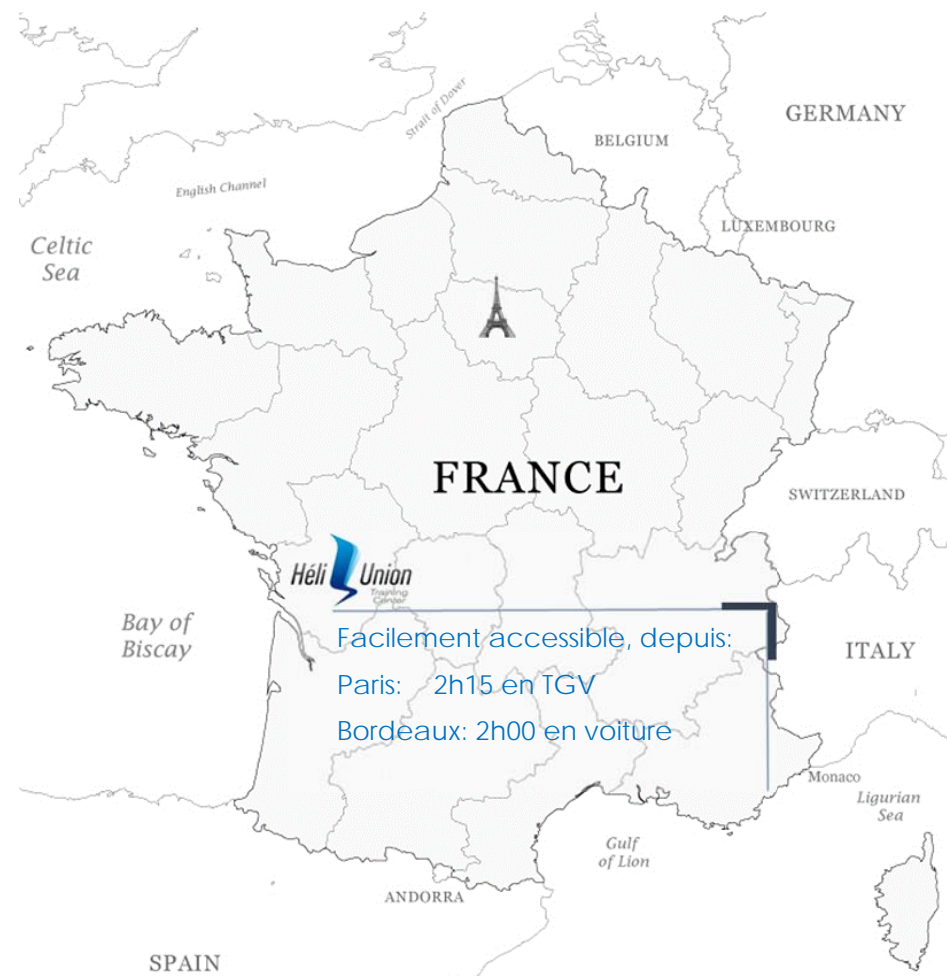 Strait of Dover
GERMANY
BELGIUM
English Channel
LUXEMBOURG
Celtic
Sea
FRANCE
SWITZERLAND
Héli Union
Training
Center
Bay of
Biscay
Facilement accessible, depuis:
ITALY
Paris: 2h15 en TGV
Bordeaux: 2h00 en voiture
Monaco
Ligurian
Sea
Gulf
of Lion
ANDORRA
SPAIN